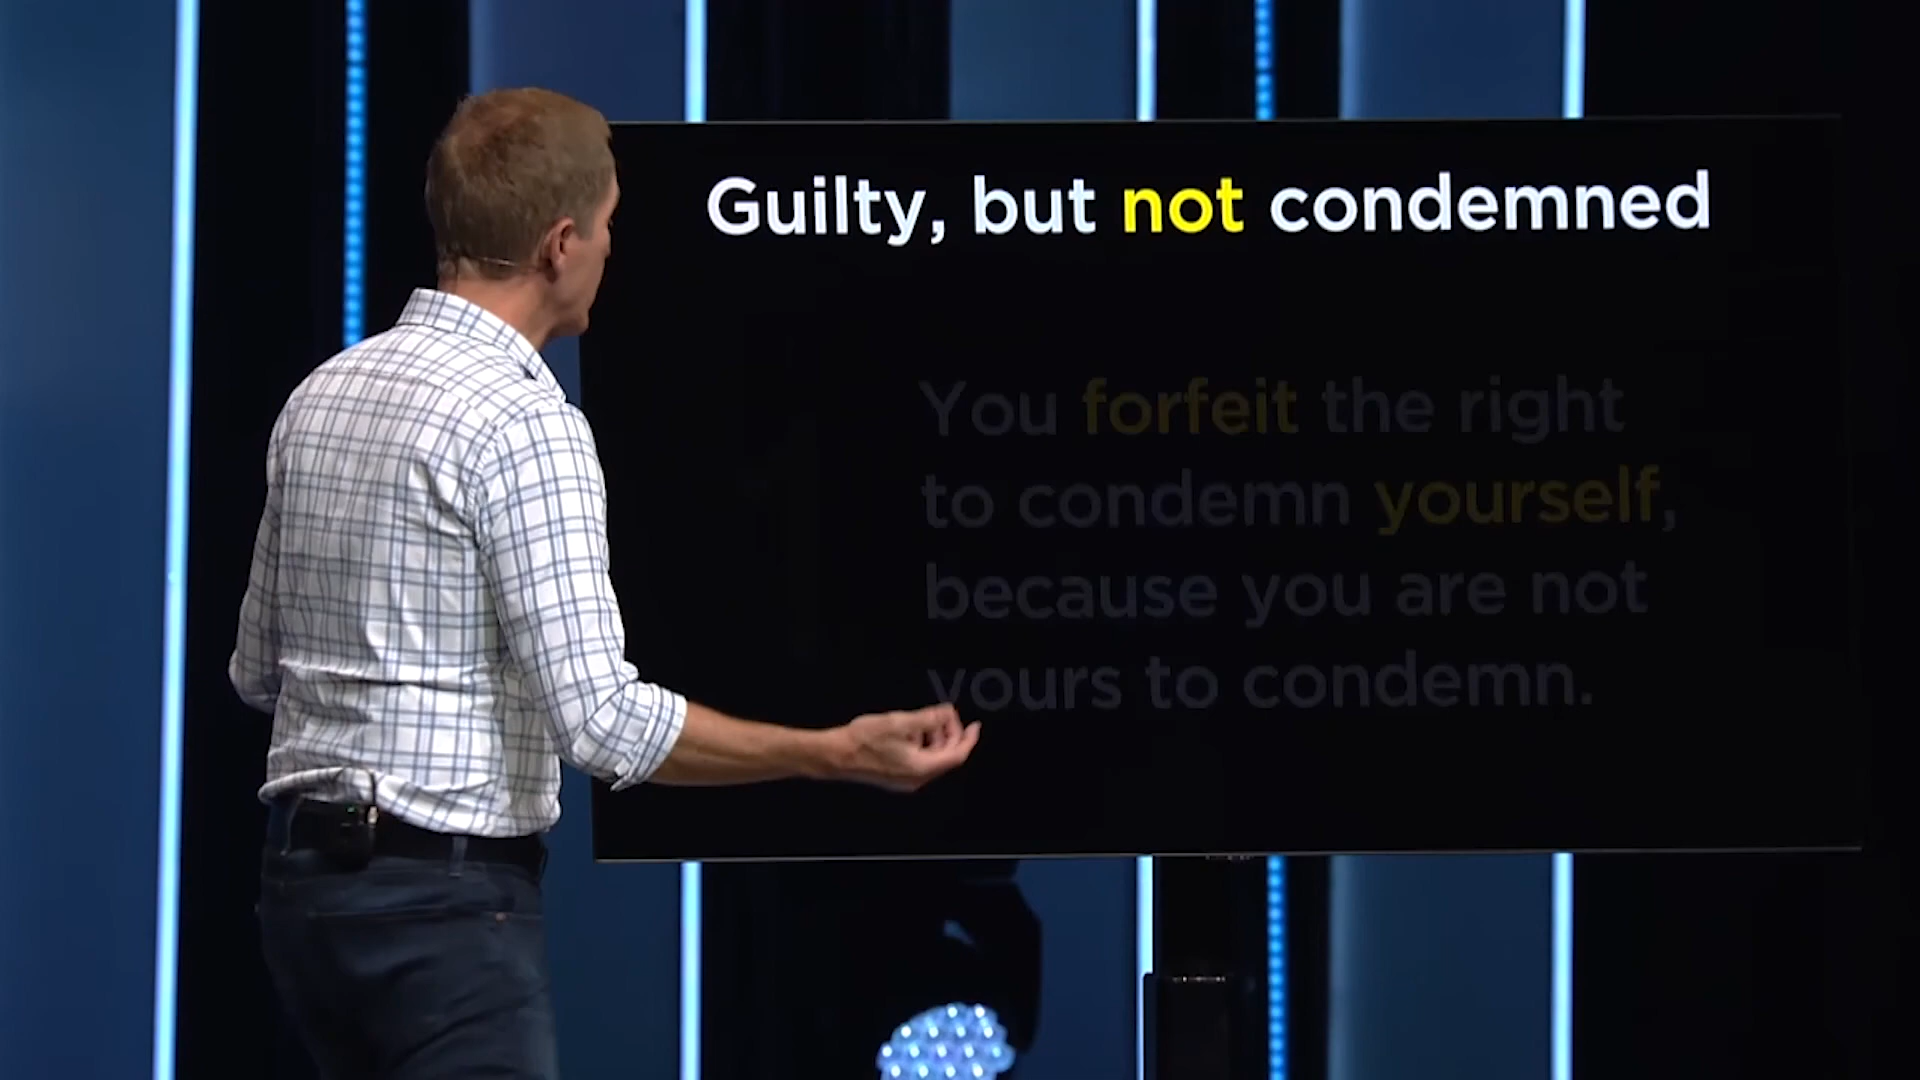 Guilty, but not condemned
You forfeit the right
to condemn yourself,
because you are not
yours to condemn.